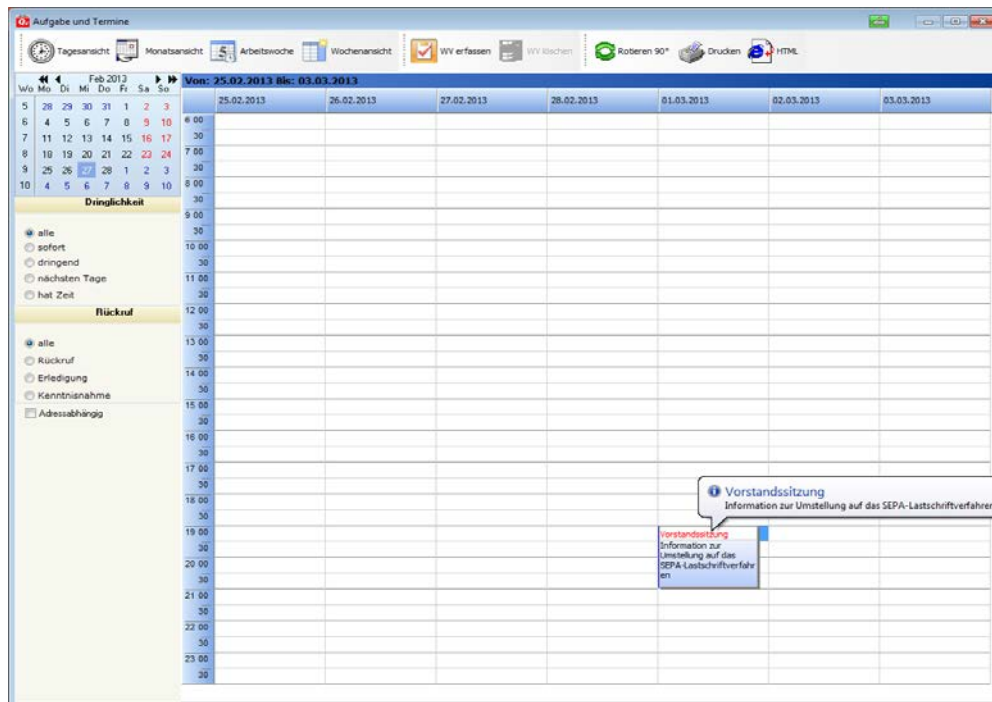 Aufgabe und Termine
Tagesansicht Monatsansicht Arbeitswoche Wochenansicht WV erfassen WV löschen Rotieren 90° Drucken HTML
Feb 2013
Wo Mo Di Mi Do Fr Sa So
5 28 29 30 31 1 2 3
6 4 5 6 7 8 9 10
7 11 12 13 14 15 16 17
8 18 19 20 21 22 23 24
9 25 26 27 28 1 2 3
10 4 5 6 7 8 9 10
Dringlichkeit
alle
sofort
dringend
nächsten Tage
hat Zeit
Rückruf
alle
Rückruf
Erledigung
Kenntnisnahme
Adressabhängig
Von: 25.02.2013 Bis: 03.03.2013
25.02.2013 26.02.2013 27.02.2013 28.02.2013 01.03.2013 02.03.2013 03.03.2013
6 00
30
7 00
30
8 00
30
9 00
30
10 00
30
11 00
30
12 00
30
13 00
30
14 00
30
15 00
30
16 00
30
17 00
30
18 00
30
19 00
30
20 00
30
21 00
30
22 00
30
23 00
30
Vorstandssitzung
Information zur Umstellung auf das SEPA-Lastschriftverfahren
Vorstandssitzung
Information zur
Umstellung auf das
SEPA-Lastschriftverfahr
en